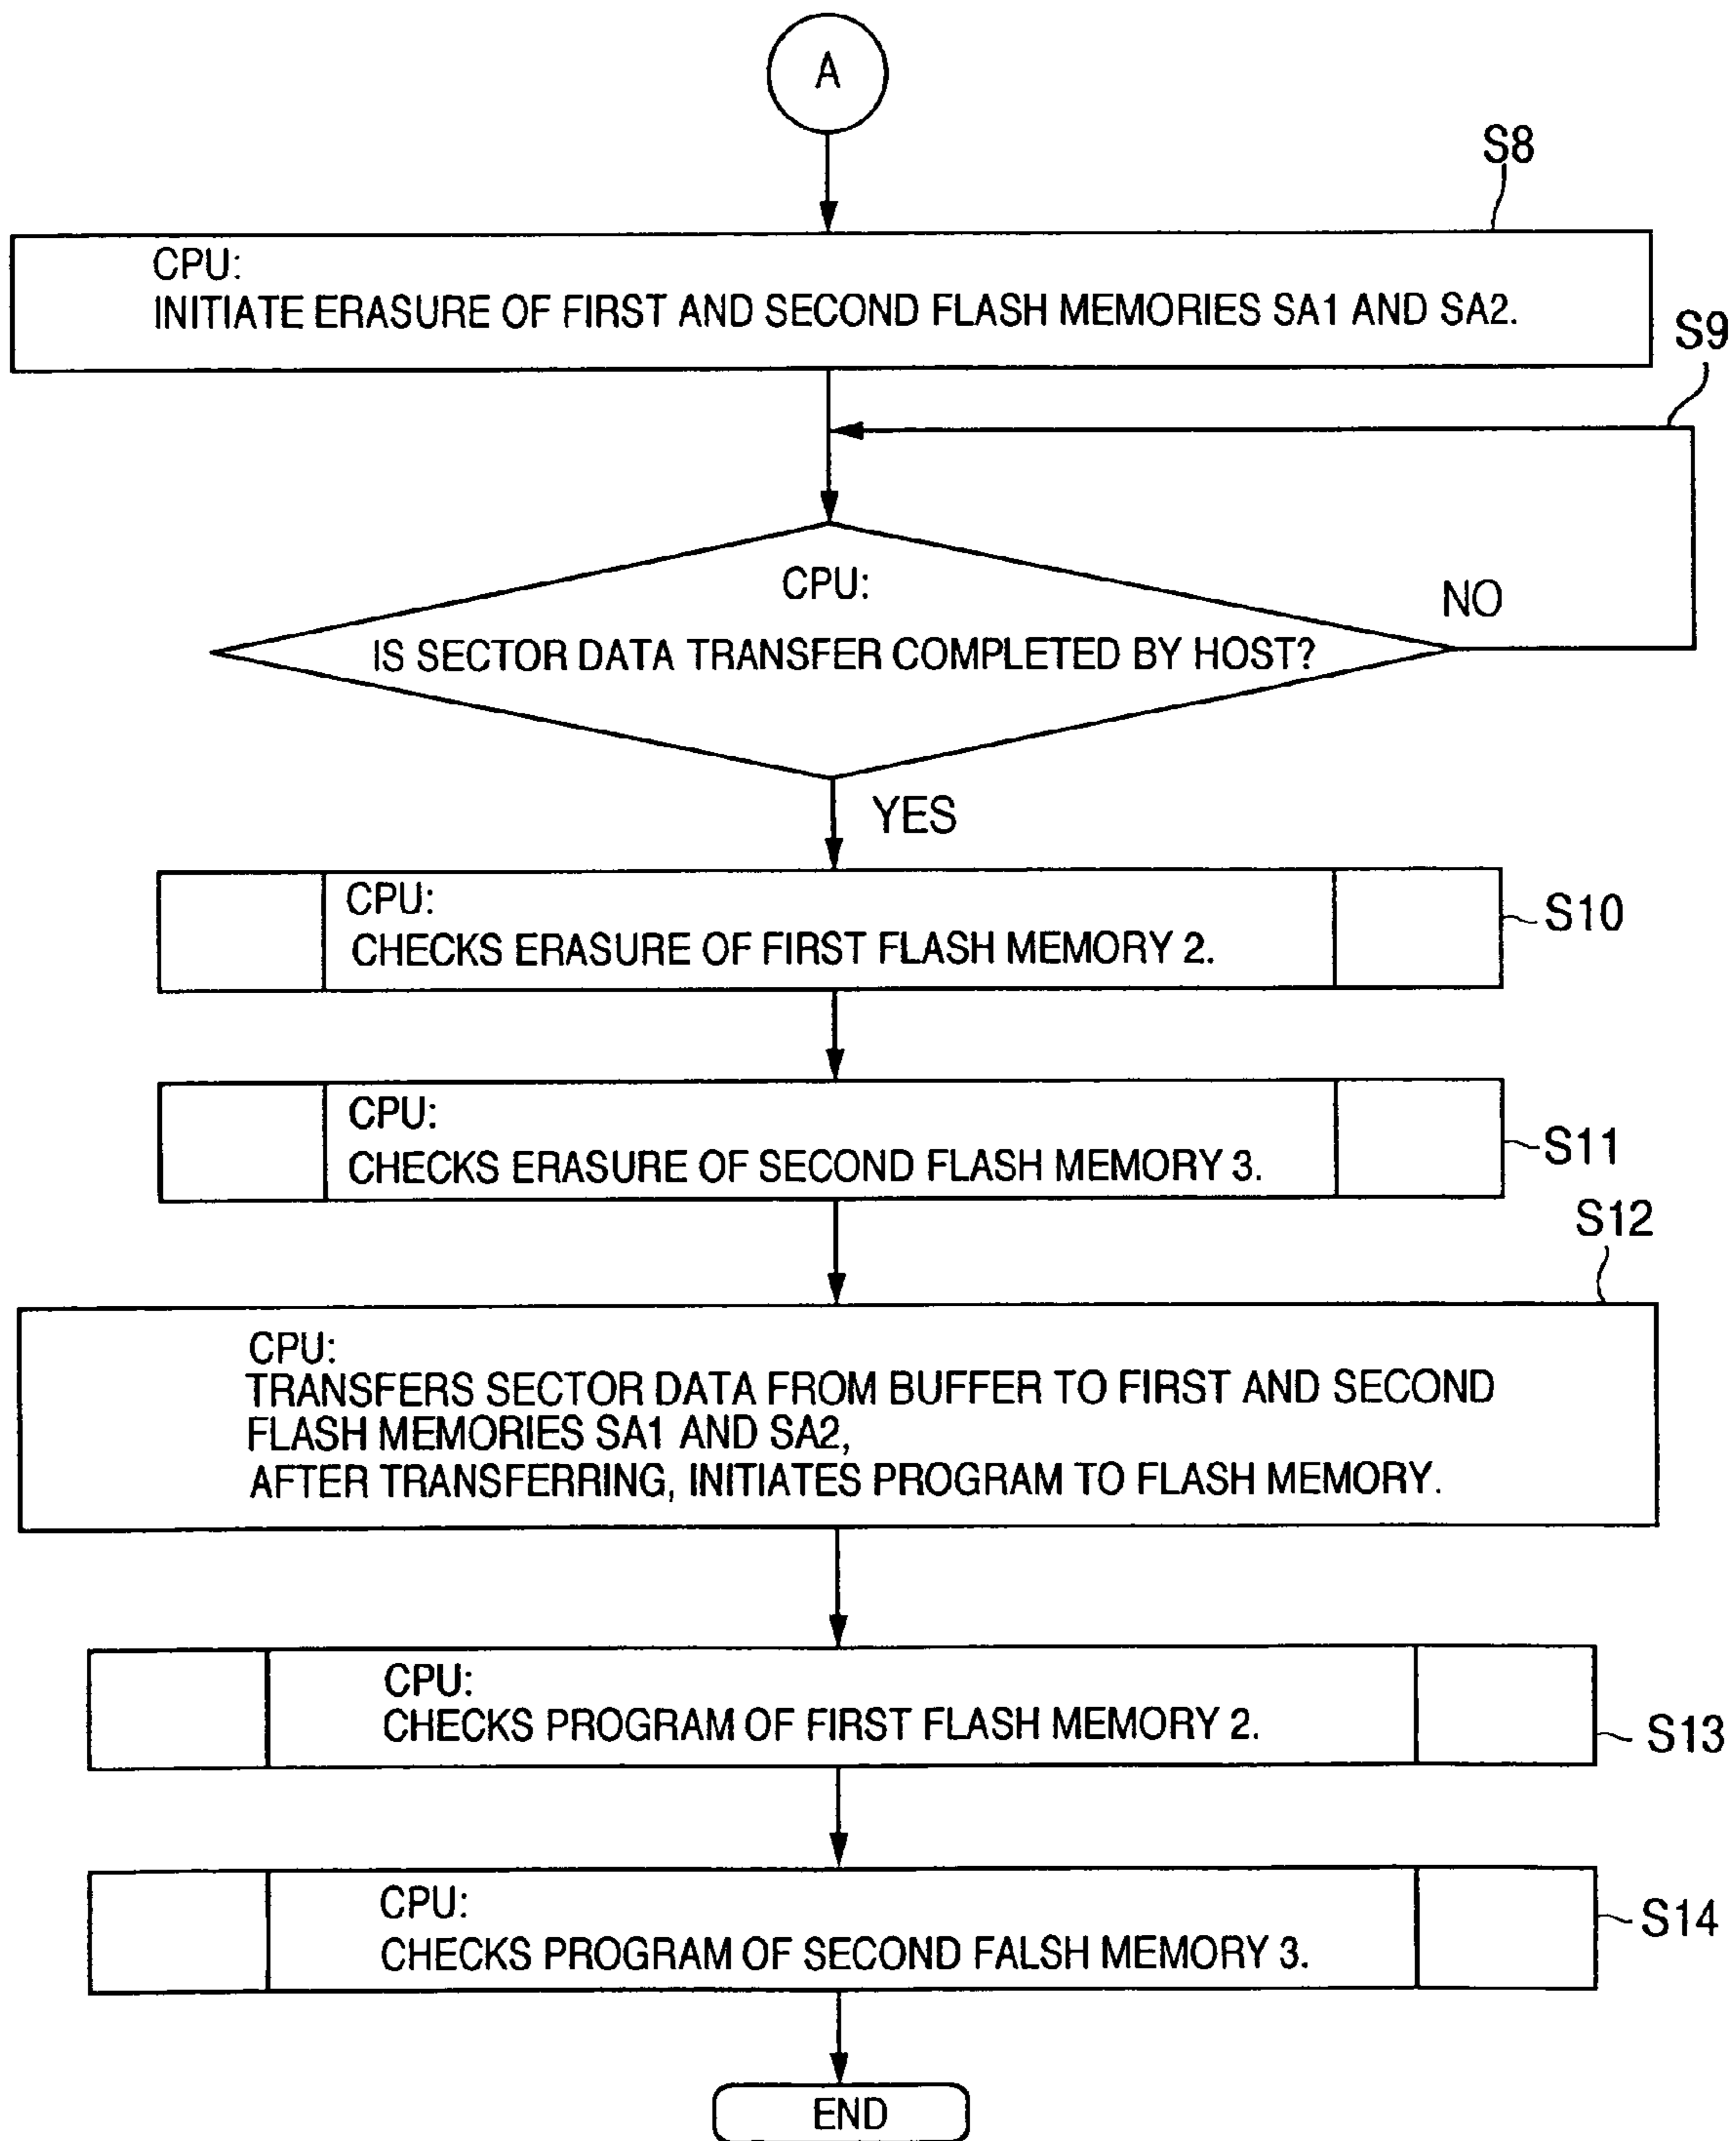 A
S8
CPU:
INITIATE ERASURE OF FIRST AND SECOND FLASH MEMORIES SA1 AND SA2.
S9
CPU:
IS SECTOR DATA TRANSFER COMPLETED BY HOST?
NO
YES
CPU:
CHECKS ERASURE OF FIRST FLASH MEMORY 2.
S10
CPU:
CHECKS ERASURE OF SECOND FLASH MEMORY 3.
S11
S12
CPU:
TRANSFERS SECTOR DATA FROM BUFFER TO FIRST AND SECOND
FLASH MEMORIES SA1 AND SA2,
AFTER TRANSFERRING, INITIATES PROGRAM TO FLASH MEMORY.
CPU:
CHECKS PROGRAM OF FIRST FLASH MEMORY 2.
S13
CPU:
CHECKS PROGRAM OF SECOND FALSH MEMORY 3.
S14
END